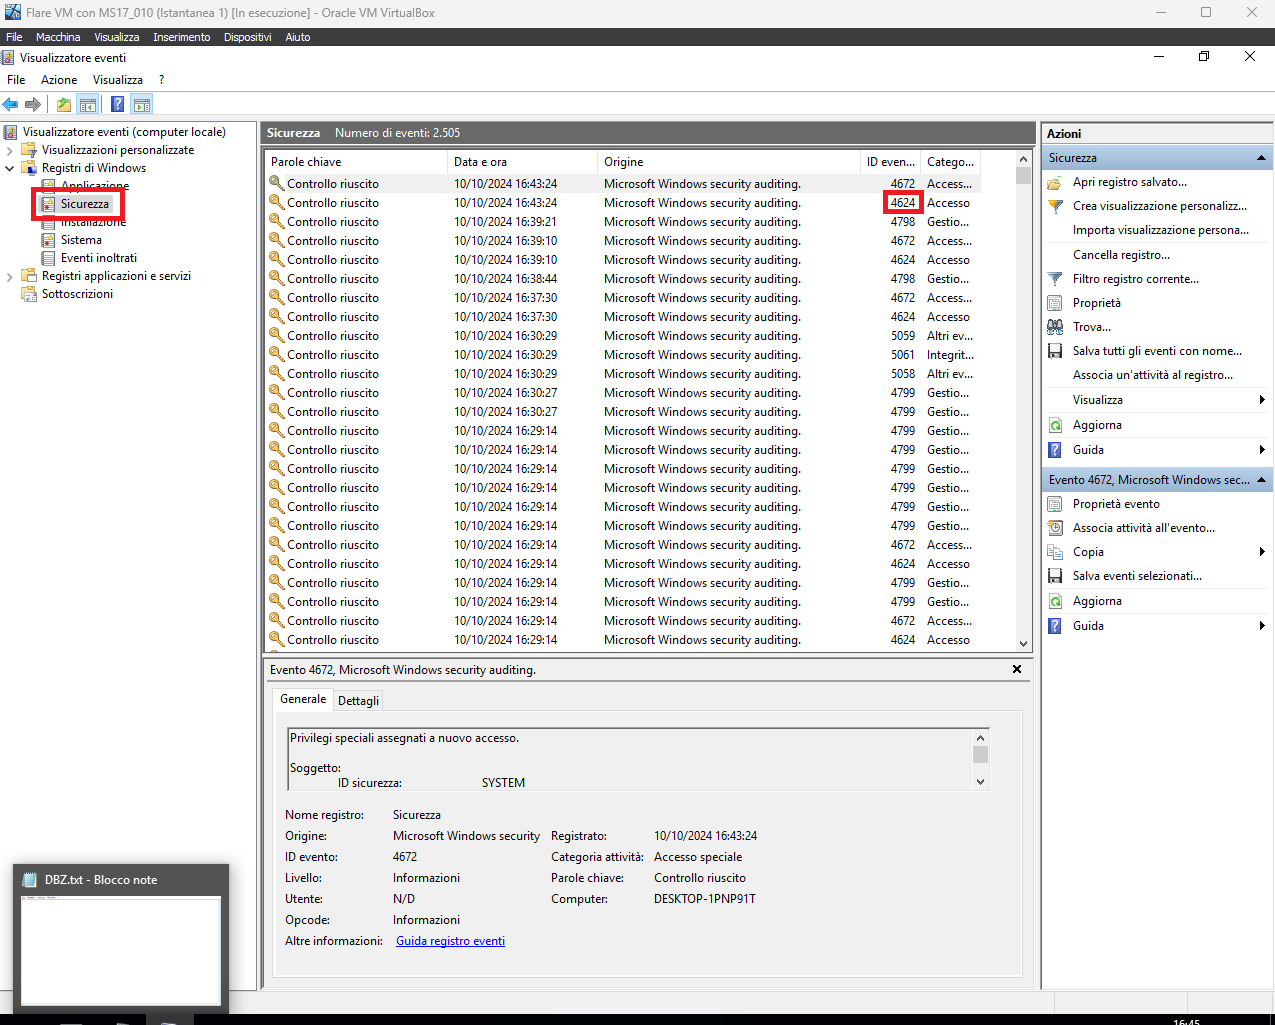 Flare VM con MS17_010 (Istantanea 1) [In esecuzione] - Oracle VM VirtualBox
File Macchina Visualizza Inserimento Dispositivi Aiuto
Visualizzatore eventi
File Azione Visualizza ?
Visualizzatore eventi (computer locale)
Visualizzazioni personalizzate
Registri di Windows
Applicazione
Sicurezza
Installazione
Sistema
Eventi inoltrati
Registri applicazioni e servizi
Sottoscrizioni
Sicurezza Numero di eventi: 2.505
Parole chiave Data e ora Origine ID even... Catego...
Controllo riuscito 10/10/2024 16:43:24 Microsoft Windows security auditing. 4672 Access...
Controllo riuscito 10/10/2024 16:43:24 Microsoft Windows security auditing. 4624 Accesso
Controllo riuscito 10/10/2024 16:39:21 Microsoft Windows security auditing. 4798 Gestio...
Controllo riuscito 10/10/2024 16:39:10 Microsoft Windows security auditing. 4672 Access...
Controllo riuscito 10/10/2024 16:39:10 Microsoft Windows security auditing. 4624 Accesso
Controllo riuscito 10/10/2024 16:38:44 Microsoft Windows security auditing. 4798 Gestio...
Controllo riuscito 10/10/2024 16:37:30 Microsoft Windows security auditing. 4672 Access...
Controllo riuscito 10/10/2024 16:37:30 Microsoft Windows security auditing. 4624 Accesso
Controllo riuscito 10/10/2024 16:30:29 Microsoft Windows security auditing. 5059 Altri ev...
Controllo riuscito 10/10/2024 16:30:29 Microsoft Windows security auditing. 5061 Integrit...
Controllo riuscito 10/10/2024 16:30:29 Microsoft Windows security auditing. 5058 Altri ev...
Controllo riuscito 10/10/2024 16:30:27 Microsoft Windows security auditing. 4799 Gestio...
Controllo riuscito 10/10/2024 16:30:27 Microsoft Windows security auditing. 4799 Gestio...
Controllo riuscito 10/10/2024 16:29:14 Microsoft Windows security auditing. 4799 Gestio...
Controllo riuscito 10/10/2024 16:29:14 Microsoft Windows security auditing. 4799 Gestio...
Controllo riuscito 10/10/2024 16:29:14 Microsoft Windows security auditing. 4799 Gestio...
Controllo riuscito 10/10/2024 16:29:14 Microsoft Windows security auditing. 4799 Gestio...
Controllo riuscito 10/10/2024 16:29:14 Microsoft Windows security auditing. 4799 Gestio...
Controllo riuscito 10/10/2024 16:29:14 Microsoft Windows security auditing. 4799 Gestio...
Controllo riuscito 10/10/2024 16:29:14 Microsoft Windows security auditing. 4672 Access...
Controllo riuscito 10/10/2024 16:29:14 Microsoft Windows security auditing. 4624 Accesso
Controllo riuscito 10/10/2024 16:29:14 Microsoft Windows security auditing. 4799 Gestio...
Controllo riuscito 10/10/2024 16:29:14 Microsoft Windows security auditing. 4799 Gestio...
Controllo riuscito 10/10/2024 16:29:14 Microsoft Windows security auditing. 4672 Access...
Controllo riuscito 10/10/2024 16:29:14 Microsoft Windows security auditing. 4624 Accesso
Evento 4672, Microsoft Windows security auditing.
Generale Dettagli
Privilegi speciali assegnati a nuovo accesso.
Soggetto:
ID sicurezza: SYSTEM
Nome registro: Sicurezza
Origine: Microsoft Windows security Registrato: 10/10/2024 16:43:24
ID evento: 4672 Categoria attività: Accesso speciale
Livello: Informazioni Parole chiave: Controllo riuscito
Utente: N/D Computer: DESKTOP-1PNP91T
Opcode: Informazioni
Altre informazioni: Guida registro eventi
Azioni
Sicurezza
Apri registro salvato...
Crea visualizzazione personalizz...
Importa visualizzazione persona...
Cancella registro...
Filtro registro corrente...
Proprietà
Trova...
Salva tutti gli eventi con nome...
Associa un'attività al registro...
Visualizza
Aggiorna
Guida
Evento 4672, Microsoft Windows sec...
Proprietà evento
Associa attività all'evento...
Copia
Salva eventi selezionati...
Aggiorna
Guida
DBZ.txt - Blocco note
16:45